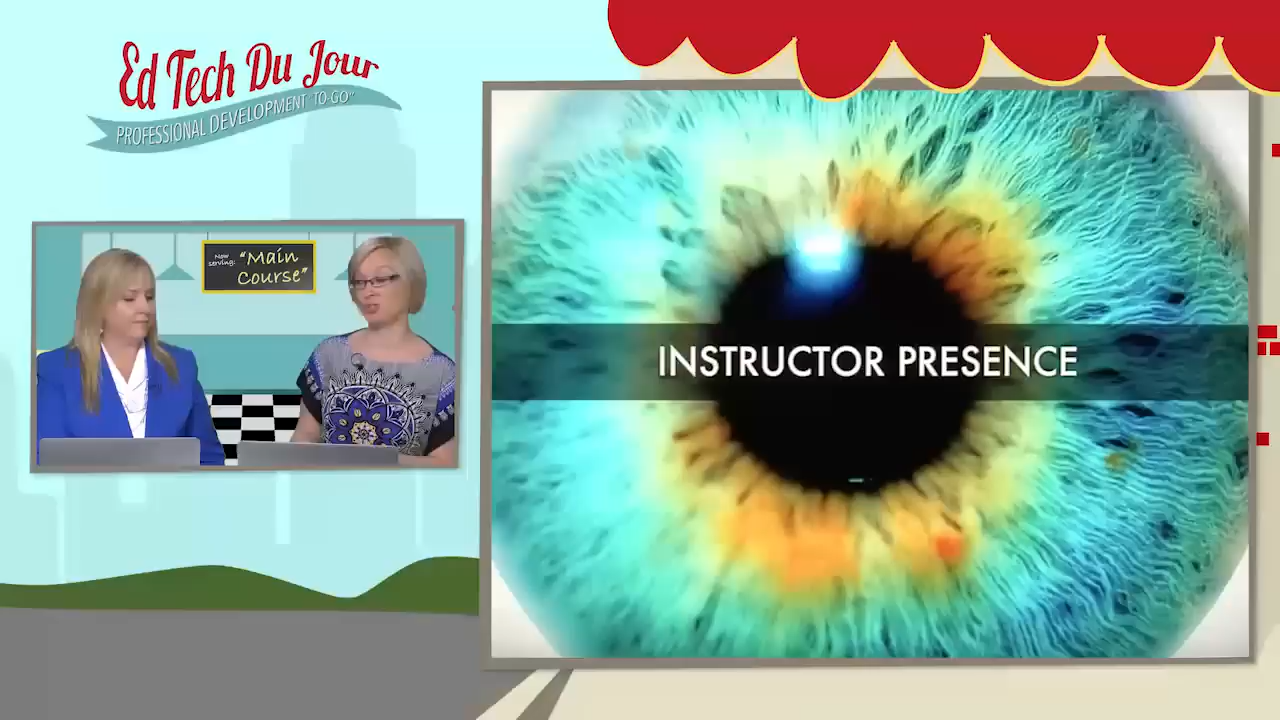 Ed Tech Du Jour
PROFESSIONAL DEVELOPMENT "TO-GO"
Now
serving:
"Main
Course"
INSTRUCTOR PRESENCE